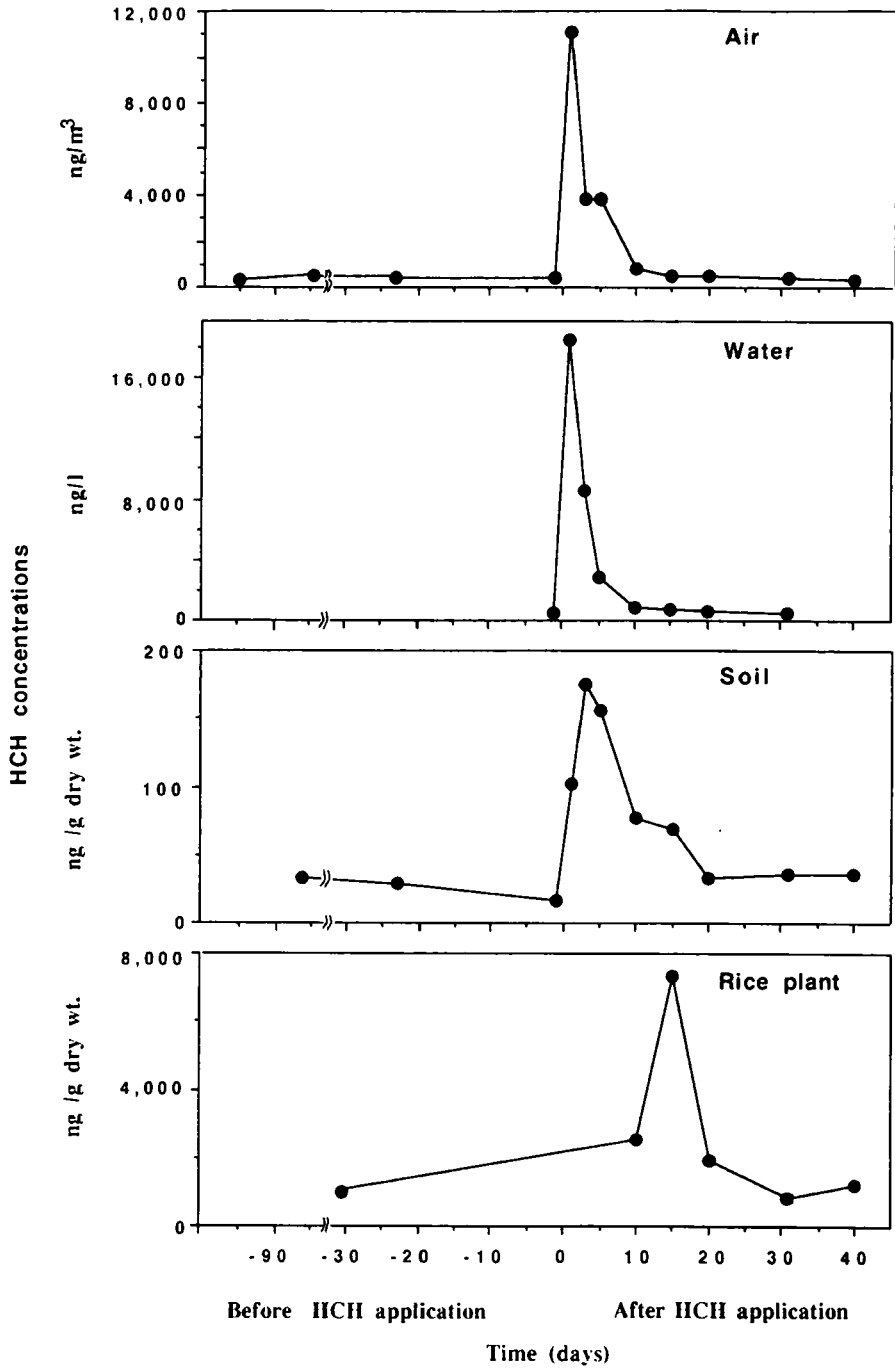 HCH concentrations
Air
ng/m³
12,000
8,000
4,000
0
Water
ng/l
16,000
8,000
0
Soil
ng /g dry wt.
200
100
0
Rice plant
ng /g dry wt.
8,000
4,000
0
-90 -30 -20 -10 0 10 20 30 40
Before HCH application After HCH application
Time (days)